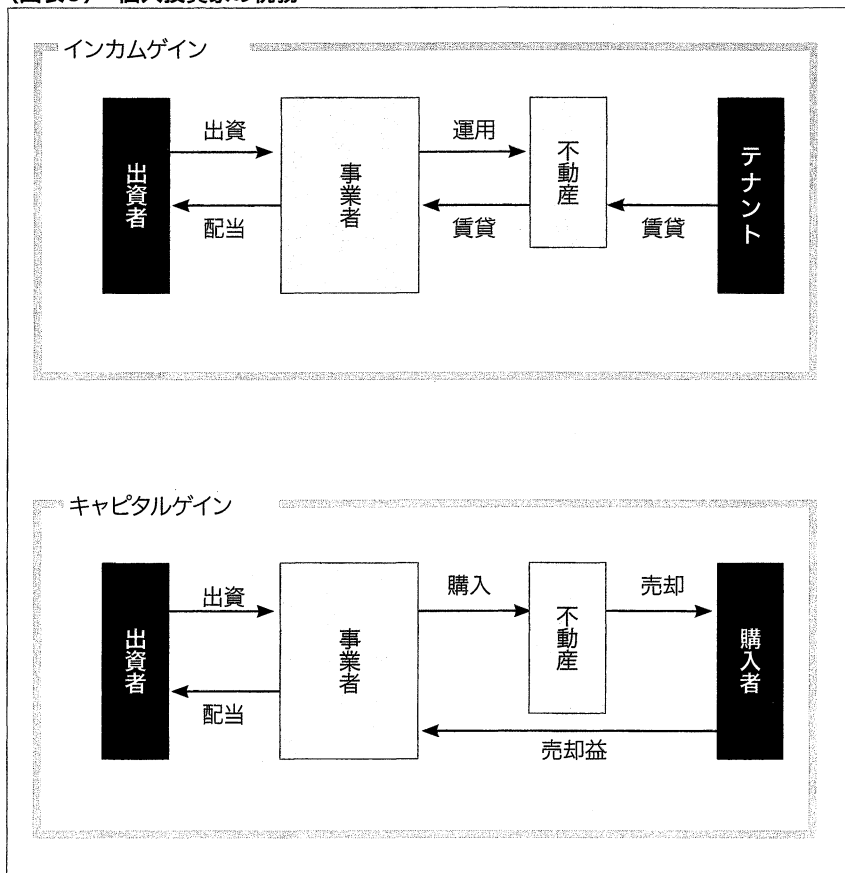 インカムゲイン
出資者
出資
配当
事業者
運用
賃貸
不動産
賃貸
テナント
キャピタルゲイン
出資者
出資
配当
事業者
購入
不動産
売却
売却益
購入者